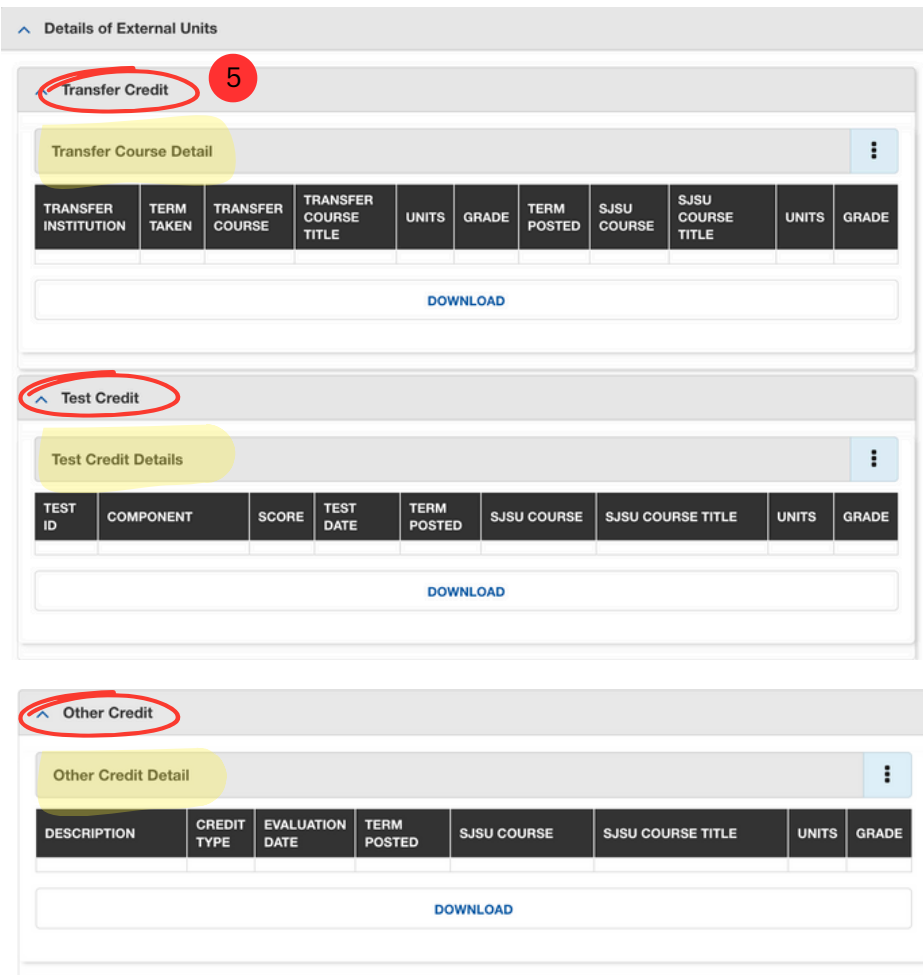 Details of External Units
Transfer Credit 5
Transfer Course Detail
TRANSFER INSTITUTION TERM TAKEN TRANSFER COURSE TRANSFER COURSE TITLE UNITS GRADE TERM POSTED SJSU COURSE SJSU COURSE TITLE UNITS GRADE
DOWNLOAD
Test Credit
Test Credit Details
TEST ID COMPONENT SCORE TEST DATE TERM POSTED SJSU COURSE SJSU COURSE TITLE UNITS GRADE
DOWNLOAD
Other Credit
Other Credit Detail
DESCRIPTION CREDIT TYPE EVALUATION DATE TERM POSTED SJSU COURSE SJSU COURSE TITLE UNITS GRADE
DOWNLOAD